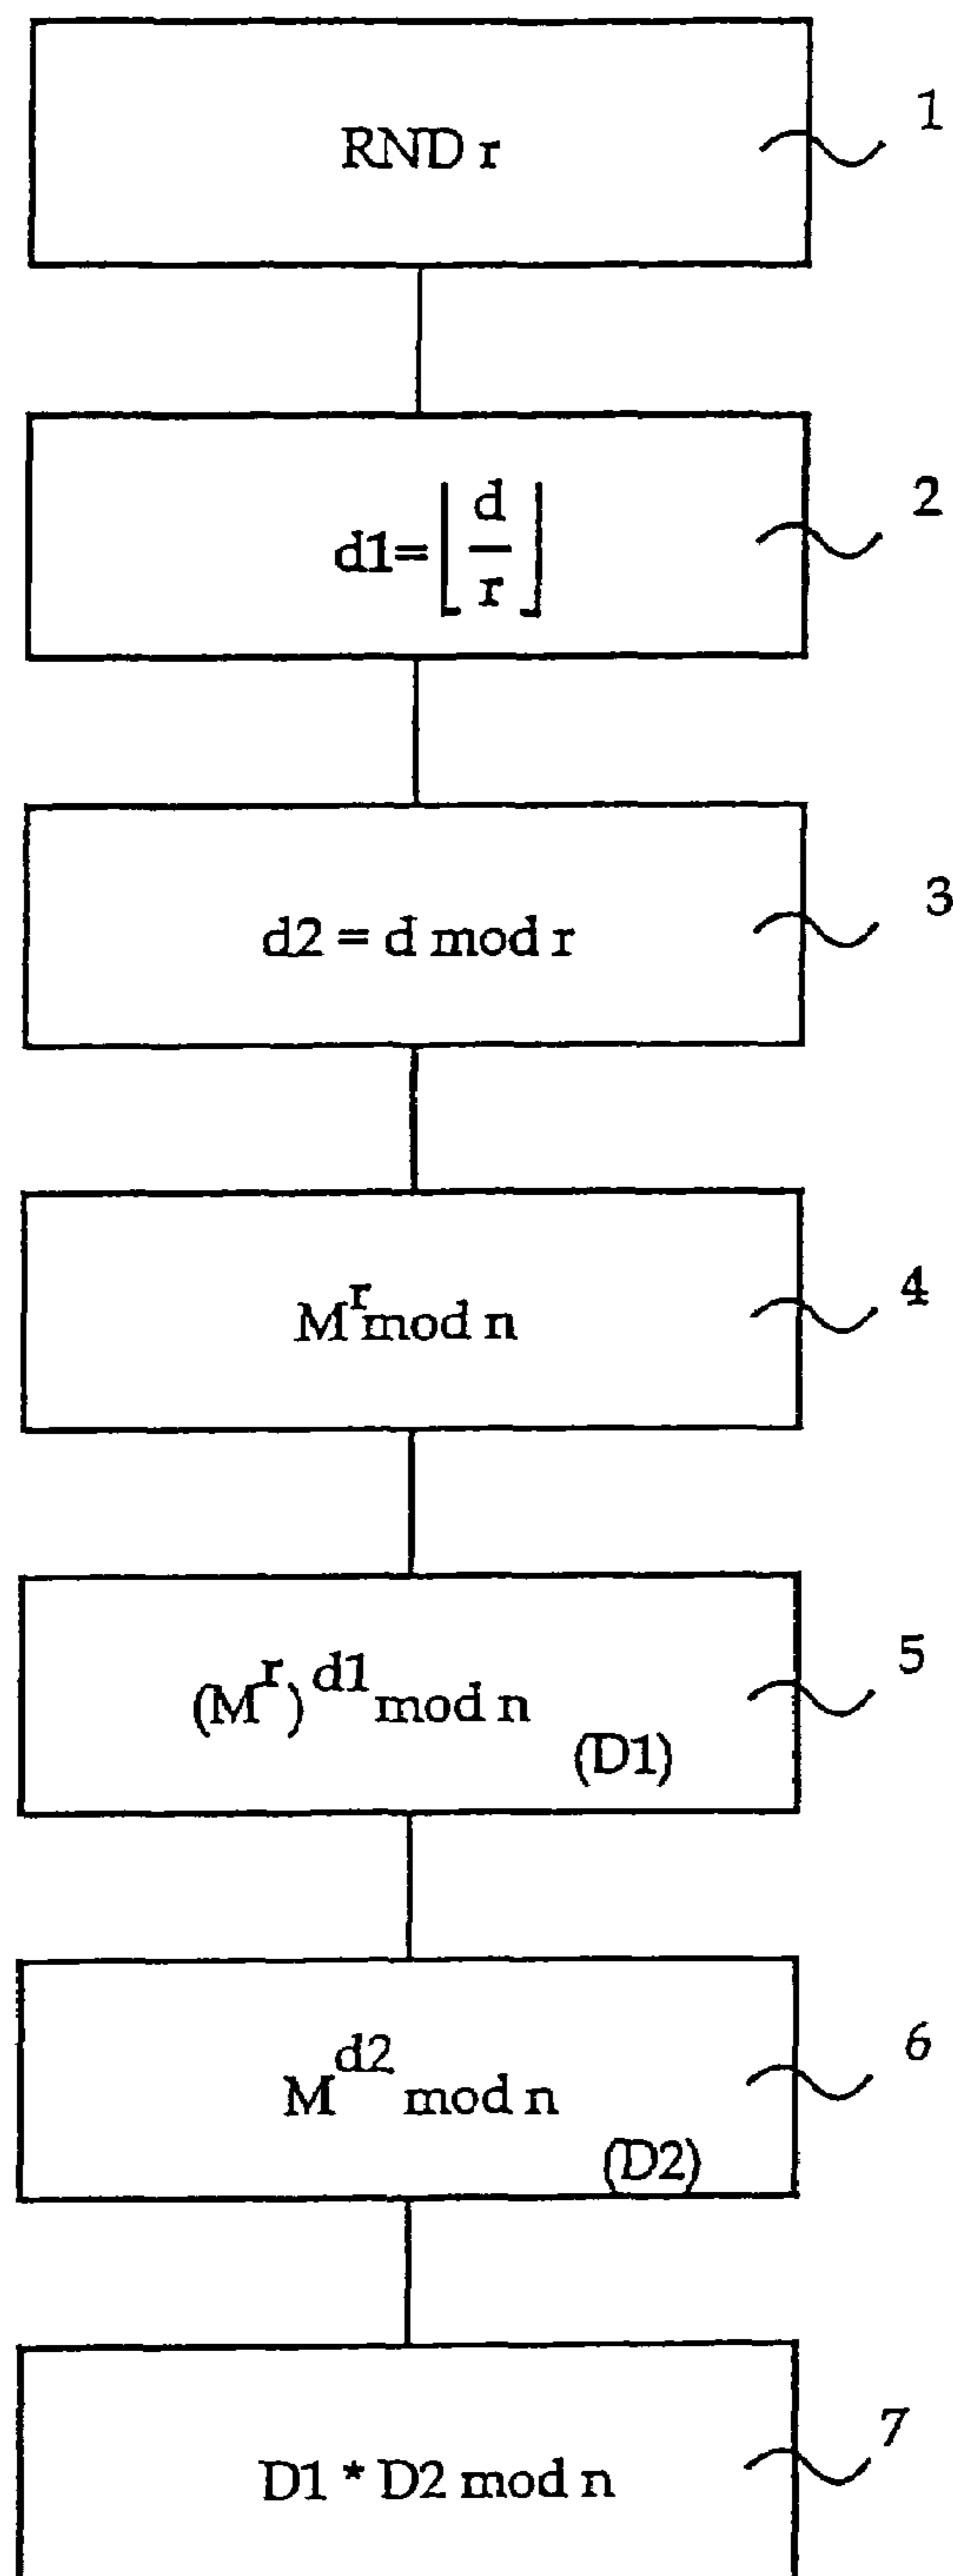 RND r
1
d1=⌊d/r⌋
2
d2 = d mod r
3
M^r mod n
4
(M^r)^d1 mod n
(D1)
5
M^d2 mod n
(D2)
6
D1 * D2 mod n
7